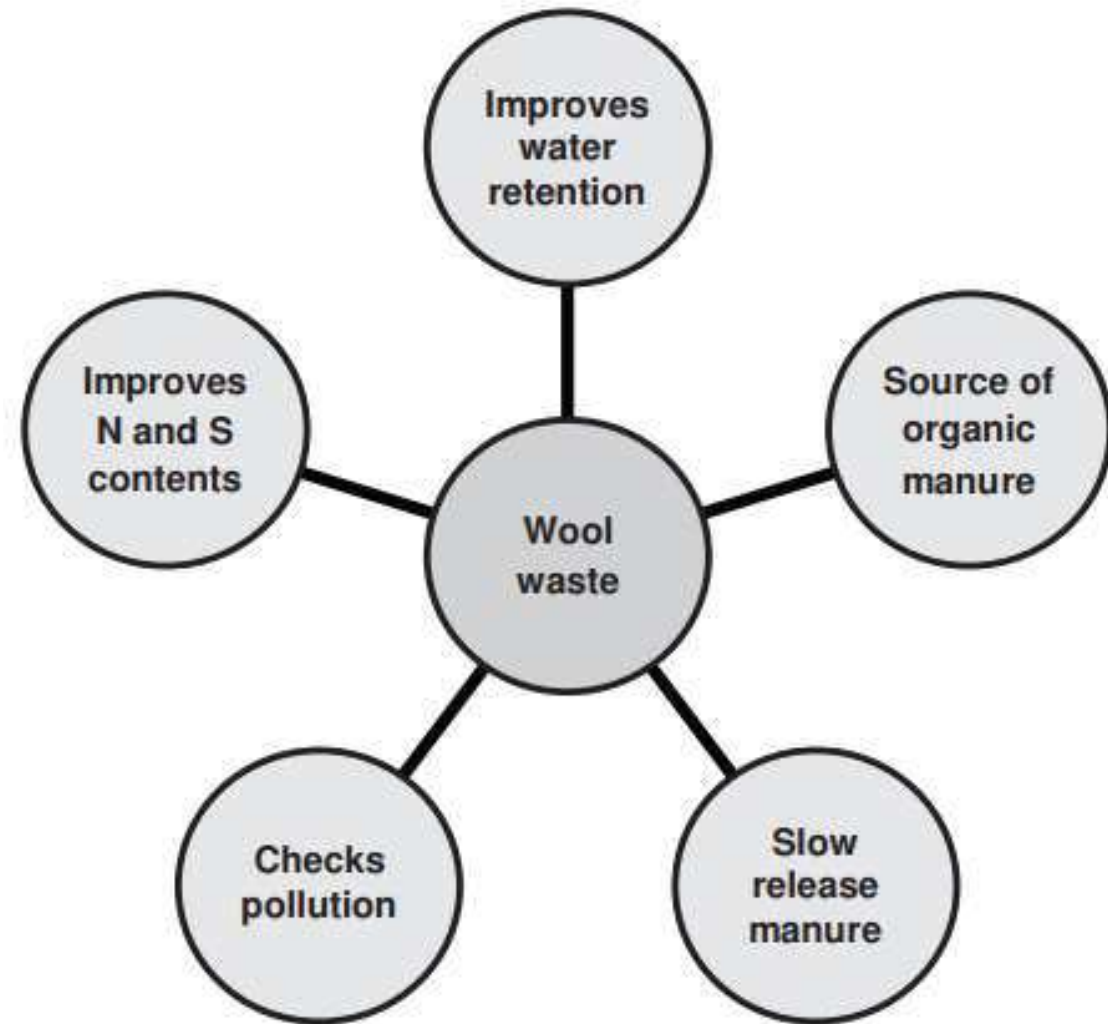 Improves
water
retention
Improves
N and S
contents
Source of
organic
manure
Wool
waste
Checks
pollution
Slow
release
manure